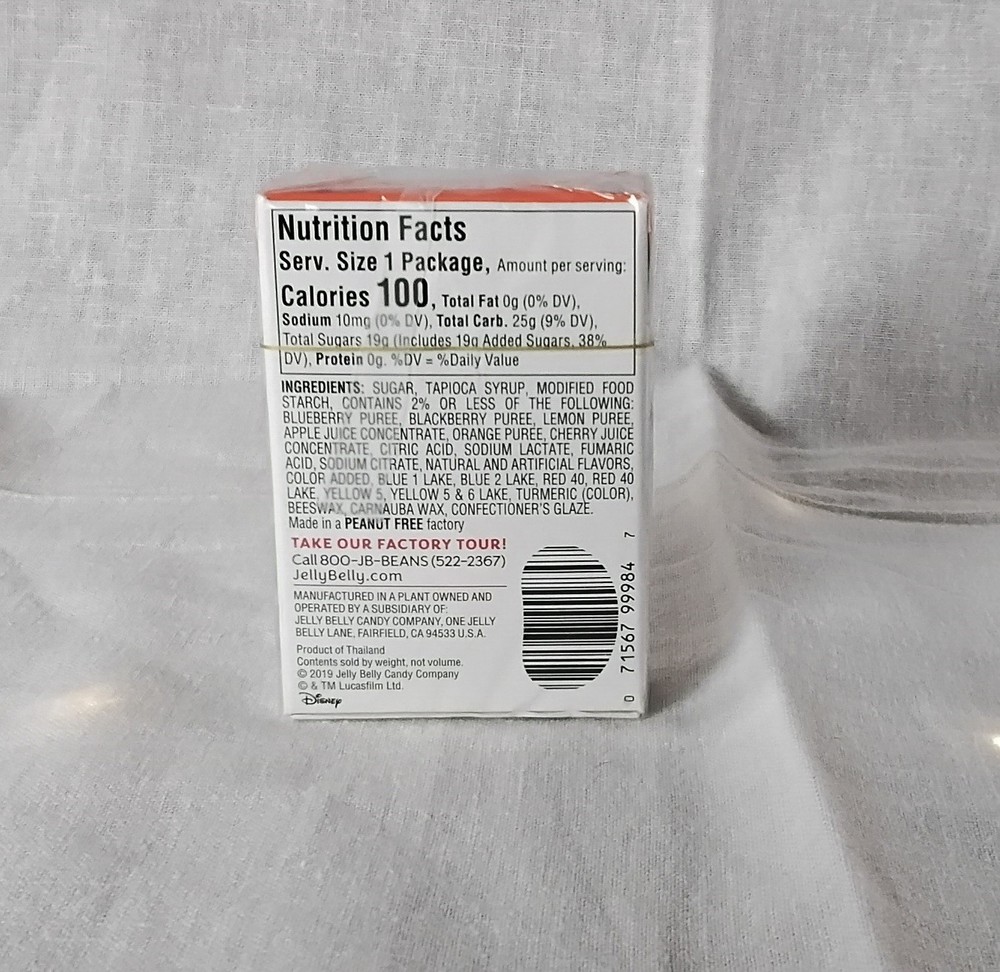 Nutrition Facts
Serv. Size 1 Package, Amount per serving:
Calories 100, Total Fat 0g (0% DV),
Sodium 10mg (0% DV), Total Carb. 25g (9% DV),
Total Sugars 19g (Includes 19g Added Sugars, 38%
DV), Protein 0g. %DV = %Daily Value
INGREDIENTS: SUGAR, TAPIOCA SYRUP, MODIFIED FOOD
STARCH, CONTAINS 2% OR LESS OF THE FOLLOWING:
BLUEBERRY PUREE, BLACKBERRY PUREE, LEMON PUREE,
APPLE JUICE CONCENTRATE, ORANGE PUREE, CHERRY JUICE
CONCENTRATE, CITRIC ACID, SODIUM LACTATE, FUMARIC
ACID, SODIUM CITRATE, NATURAL AND ARTIFICIAL FLAVORS,
COLOR ADDED, BLUE 1 LAKE, BLUE 2 LAKE, RED 40, RED 40
LAKE, YELLOW 5, YELLOW 5 & 6 LAKE, TURMERIC (COLOR),
BEESWAX, CARNAUBA WAX, CONFECTIONER'S GLAZE.
Made in a PEANUT FREE factory
TAKE OUR FACTORY TOUR!
Call 800-JB-BEANS (522-2367)
JellyBelly.com
MANUFACTURED IN A PLANT OWNED AND
OPERATED BY A SUBSIDIARY OF:
JELLY BELLY CANDY COMPANY, ONE JELLY
BELLY LANE, FAIRFIELD, CA 94533 U.S.A.
Product of Thailand
Contents sold by weight, not volume.
© 2019 Jelly Belly Candy Company
© & TM Lucasfilm Ltd.
Disney
0 71567 99984 7